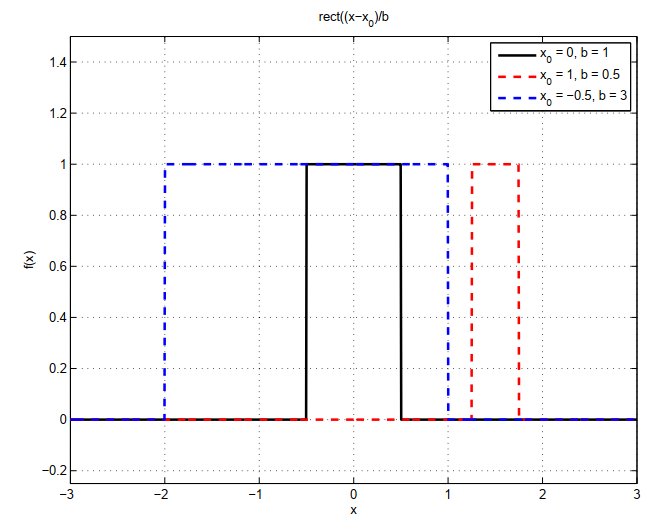 rect((x−x0)/b
x0 = 0, b = 1
x0 = 1, b = 0.5
x0 = −0.5, b = 3
1.4
1.2
1
0.8
0.6
0.4
0.2
0
−0.2
f(x)
−3 −2 −1 0 1 2 3
x